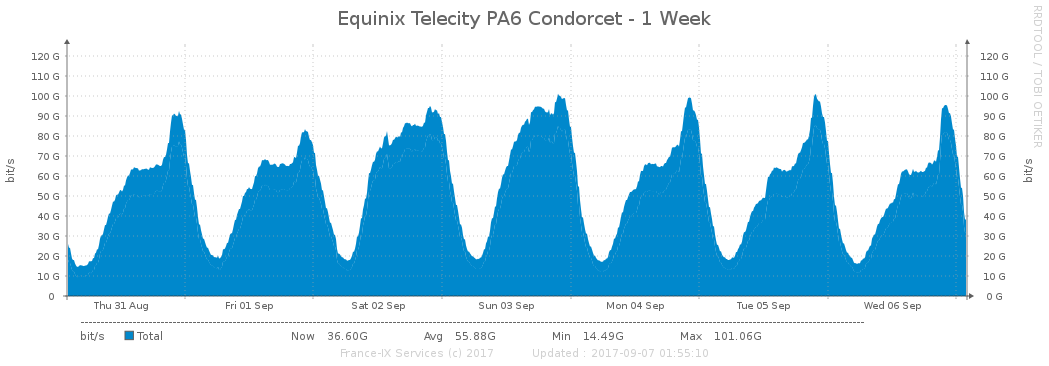 Equinix Telecity PA6 Condorcet - 1 Week
RRDTOOL / TOBI OETIKER
120 G 120 G
110 G 110 G
100 G 100 G
90 G 90 G
80 G 80 G
70 G 70 G
60 G 60 G
50 G 50 G
40 G 40 G
30 G 30 G
20 G 20 G
10 G 10 G
0 0 G
bit/s
bit/s
Thu 31 Aug Fri 01 Sep Sat 02 Sep Sun 03 Sep Mon 04 Sep Tue 05 Sep Wed 06 Sep
bit/s Total Now 36.60G Avg 55.88G Min 14.49G Max 101.06G
France-IX Services (c) 2017 Updated : 2017-09-07 01:55:10